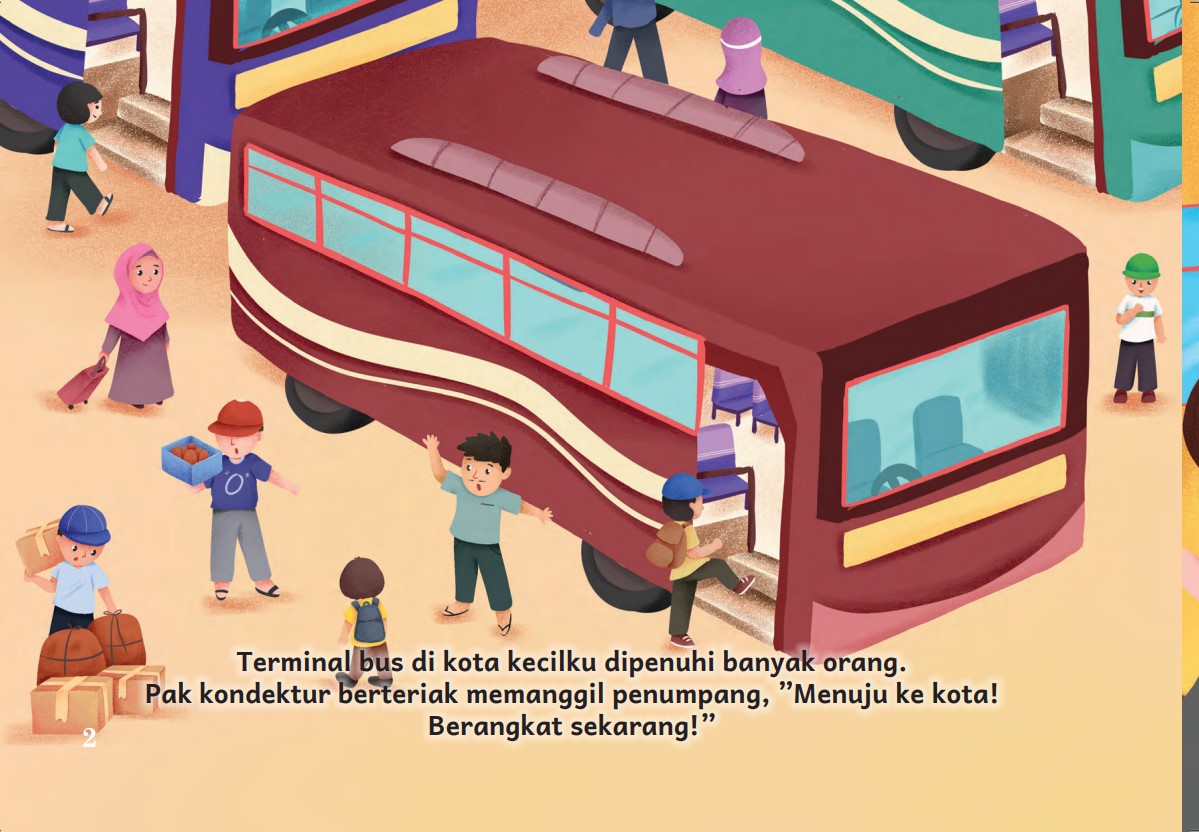 Terminal bus di kota kecilku dipenuhi banyak orang.
Pak kondektur berteriak memanggil penumpang, ”Menuju ke kota!
Berangkat sekarang!”
2